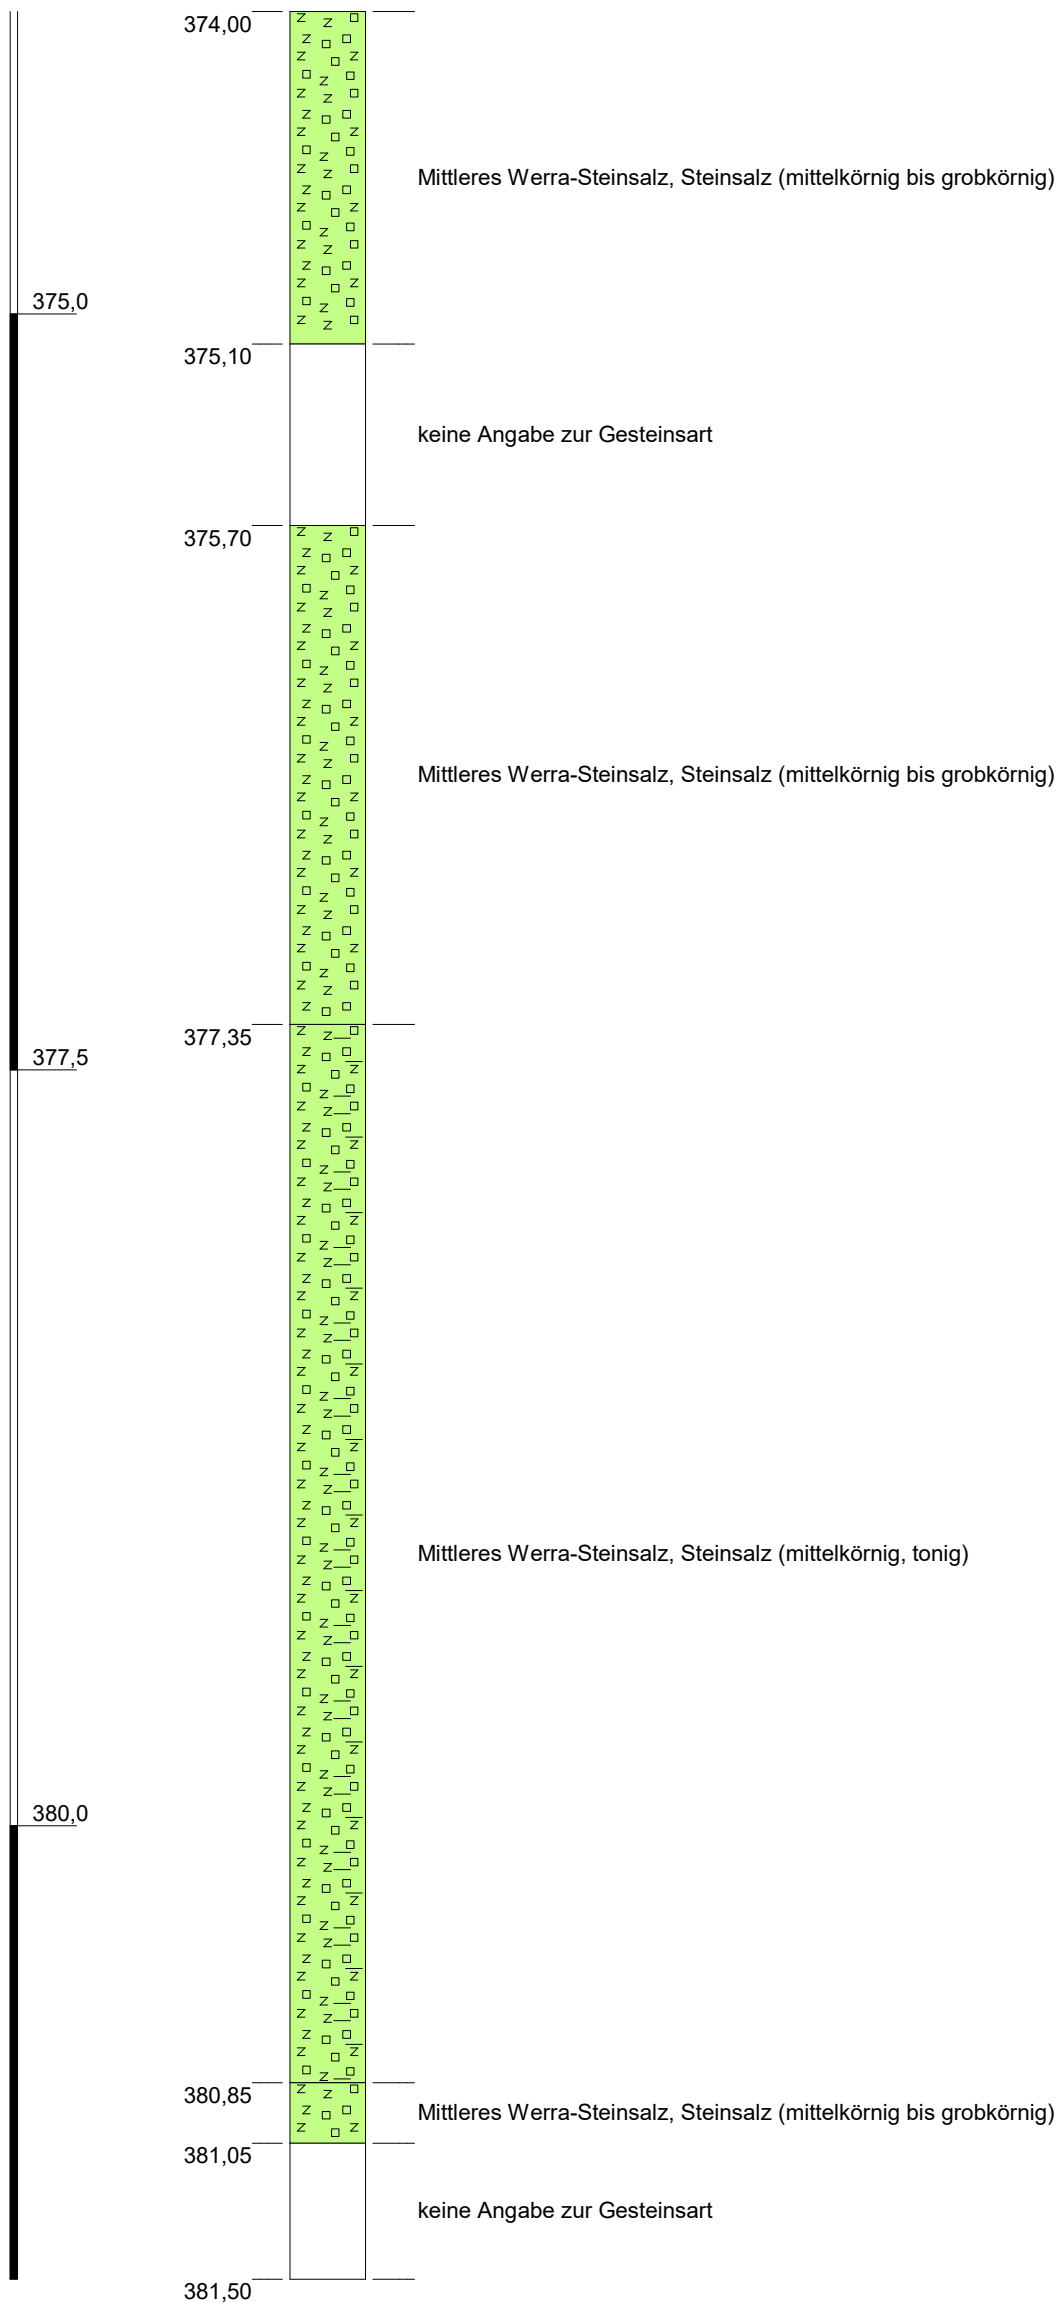 374,00
Mittleres Werra-Steinsalz, Steinsalz (mittelkörnig bis grobkörnig)
375,0
375,10
keine Angabe zur Gesteinsart
375,70
Mittleres Werra-Steinsalz, Steinsalz (mittelkörnig bis grobkörnig)
377,35
377,5
Mittleres Werra-Steinsalz, Steinsalz (mittelkörnig, tonig)
380,0
380,85
Mittleres Werra-Steinsalz, Steinsalz (mittelkörnig bis grobkörnig)
381,05
keine Angabe zur Gesteinsart
381,50